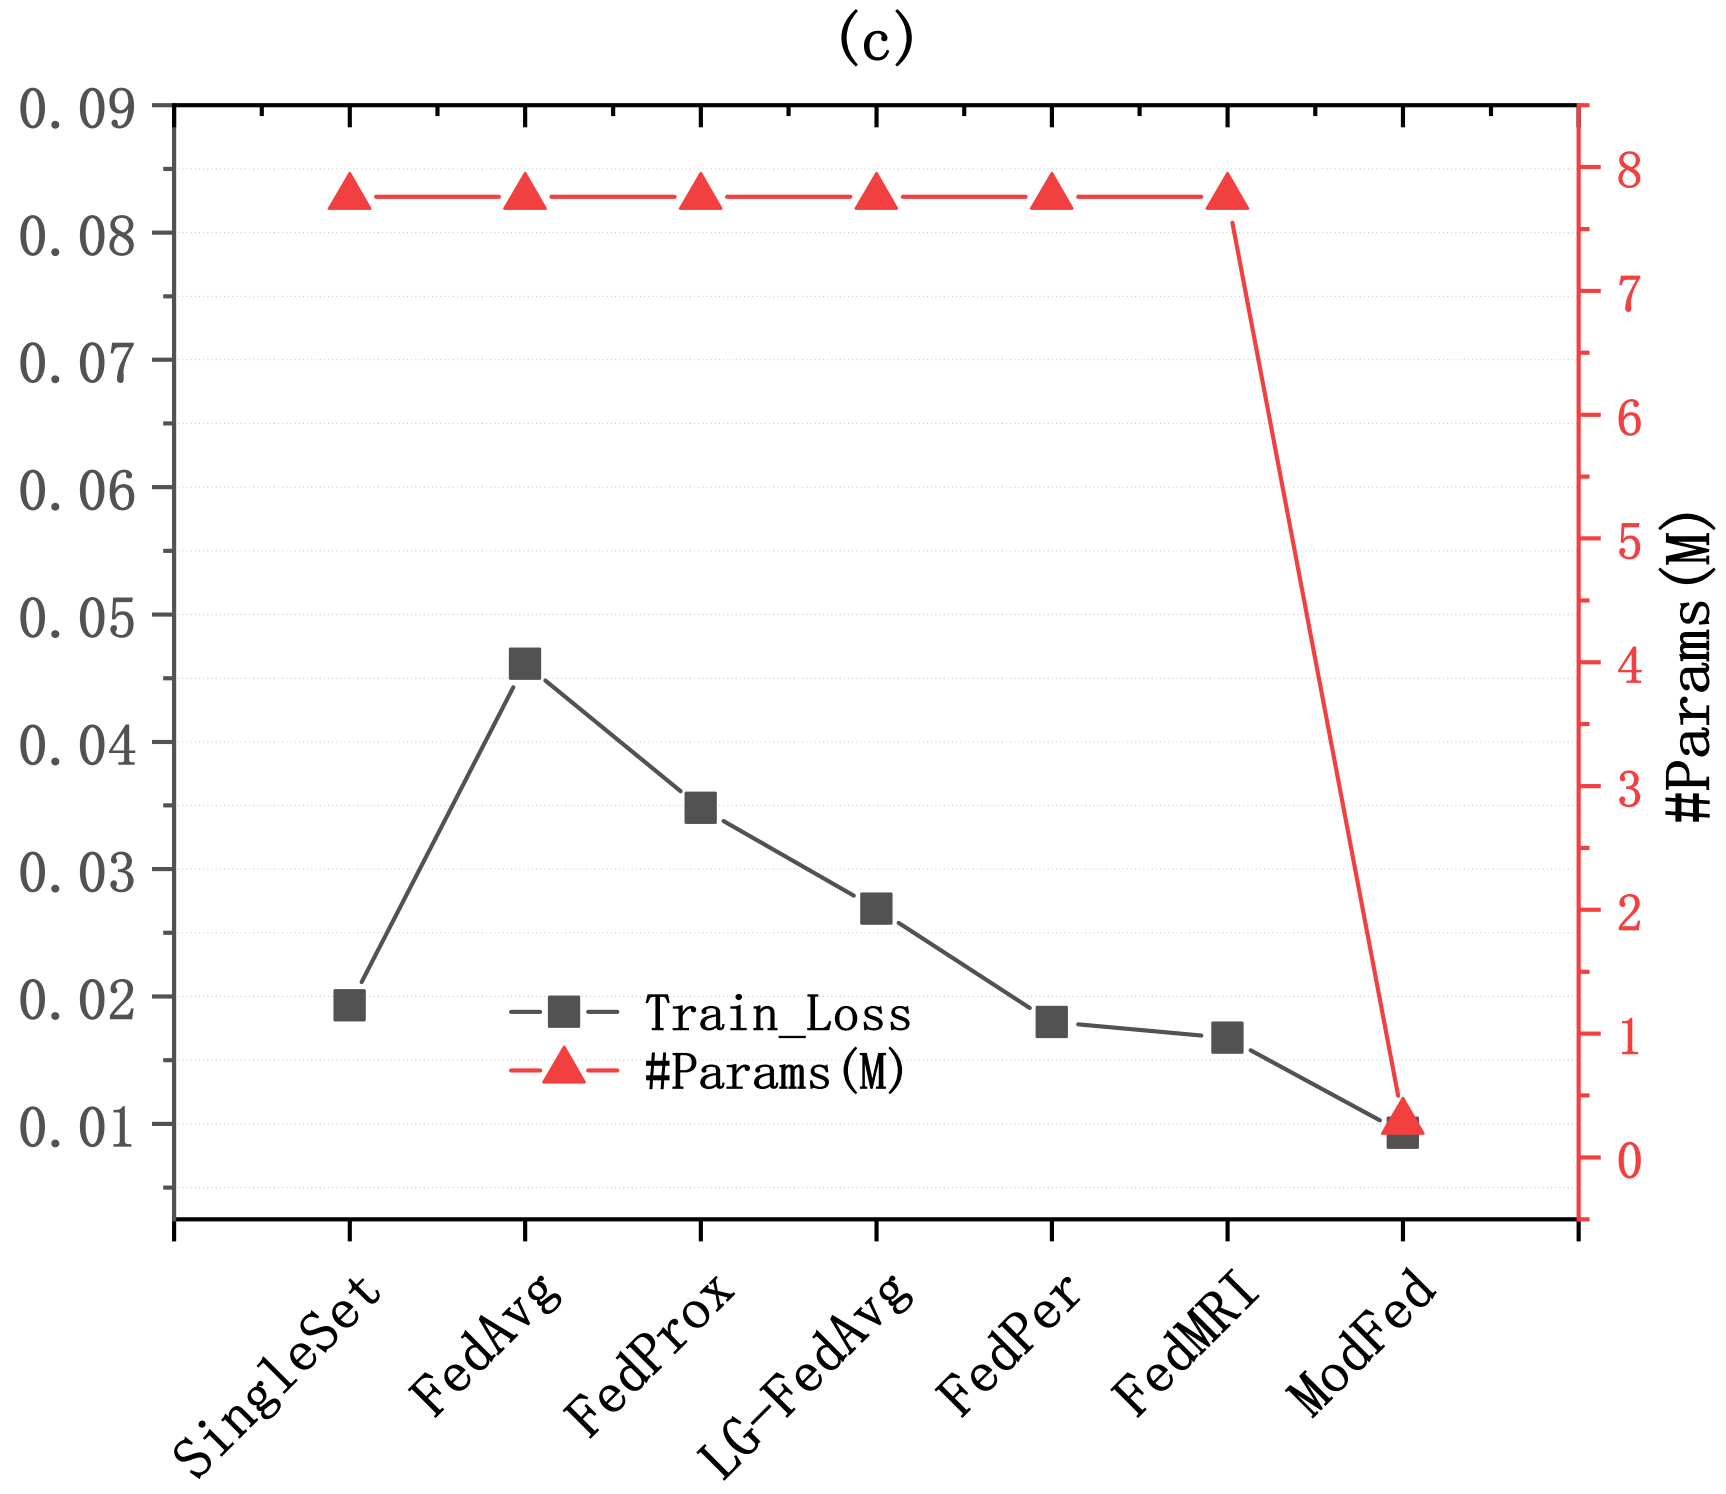 (c)
0.09
0.08
0.07
0.06
0.05
0.04
0.03
0.02
0.01
8
7
6
5
4
3
2
1
0
#Params(M)
Train_Loss
#Params(M)
SingleSet
FedAvg
FedProx
LG-FedAvg
FedPer
FedMRI
ModFed